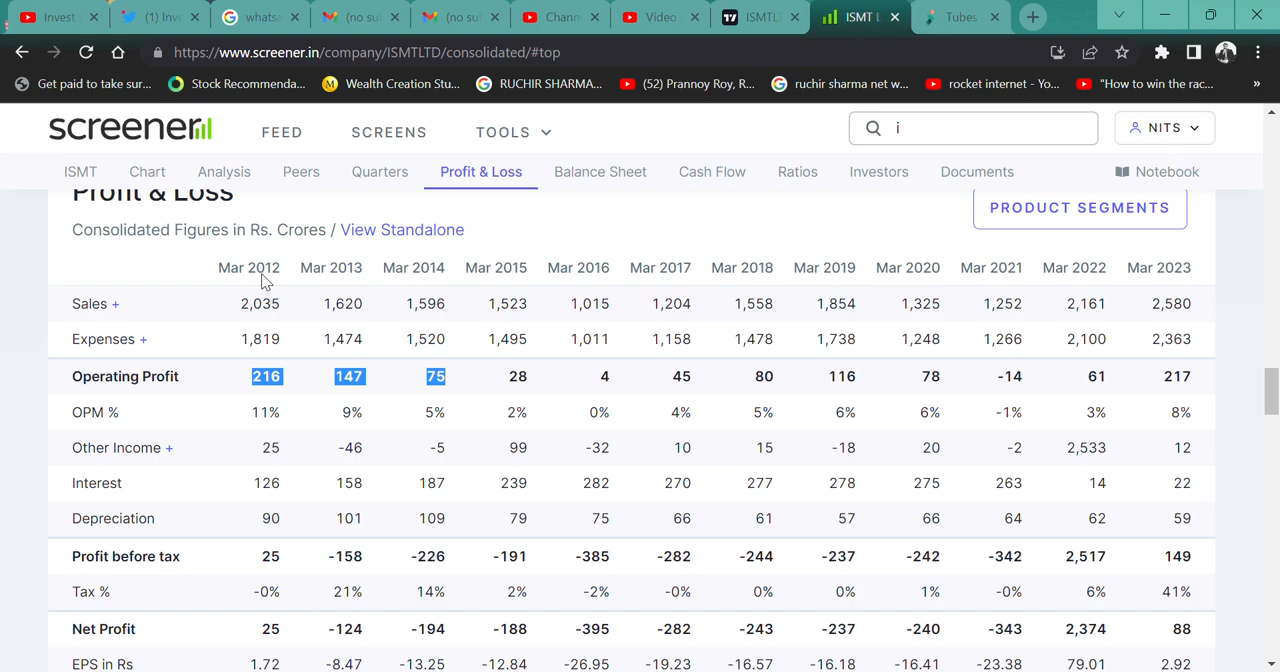 Invest
(1) Inv
whatsa
(no sub
(no sub
Chann
Video
ISMTL
ISMT L
Tubes
https://www.screener.in/company/ISMTLTD/consolidated/#top
Get paid to take sur... Stock Recommenda... Wealth Creation Stu... RUCHIR SHARMA... (52) Prannoy Roy, R... ruchir sharma net w... rocket internet - Yo... "How to win the rac... »
screener FEED SCREENS TOOLS i NITS
ISMT Chart Analysis Peers Quarters Profit & Loss Balance Sheet Cash Flow Ratios Investors Documents Notebook
Profit & Loss
PRODUCT SEGMENTS
Consolidated Figures in Rs. Crores / View Standalone
Mar 2012 Mar 2013 Mar 2014 Mar 2015 Mar 2016 Mar 2017 Mar 2018 Mar 2019 Mar 2020 Mar 2021 Mar 2022 Mar 2023
Sales + 2,035 1,620 1,596 1,523 1,015 1,204 1,558 1,854 1,325 1,252 2,161 2,580
Expenses + 1,819 1,474 1,520 1,495 1,011 1,158 1,478 1,738 1,248 1,266 2,100 2,363
Operating Profit 216 147 75 28 4 45 80 116 78 -14 61 217
OPM % 11% 9% 5% 2% 0% 4% 5% 6% 6% -1% 3% 8%
Other Income + 25 -46 -5 99 -32 10 15 -18 20 -2 2,533 12
Interest 126 158 187 239 282 270 277 278 275 263 14 22
Depreciation 90 101 109 79 75 66 61 57 66 64 62 59
Profit before tax 25 -158 -226 -191 -385 -282 -244 -237 -242 -342 2,517 149
Tax % -0% 21% 14% 2% -2% -0% 0% 0% 1% -0% 6% 41%
Net Profit 25 -124 -194 -188 -395 -282 -243 -237 -240 -343 2,374 88
EPS in Rs 1.72 -8.47 -13.25 -12.84 -26.95 -19.23 -16.57 -16.18 -16.41 -23.38 79.01 2.92